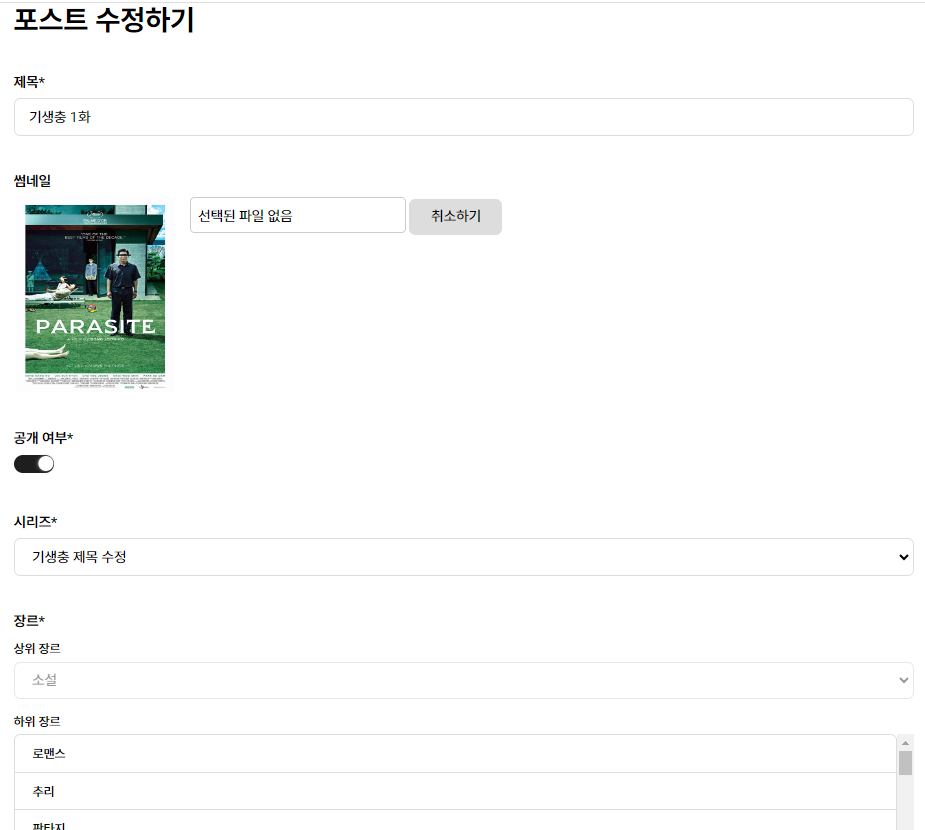 포스트 수정하기
제목*
기생충 1화
썸네일
선택된 파일 없음
취소하기
PARASITE
공개 여부*
시리즈*
기생충 제목 수정
장르*
상위 장르
소설
하위 장르
로맨스
추리
판타지